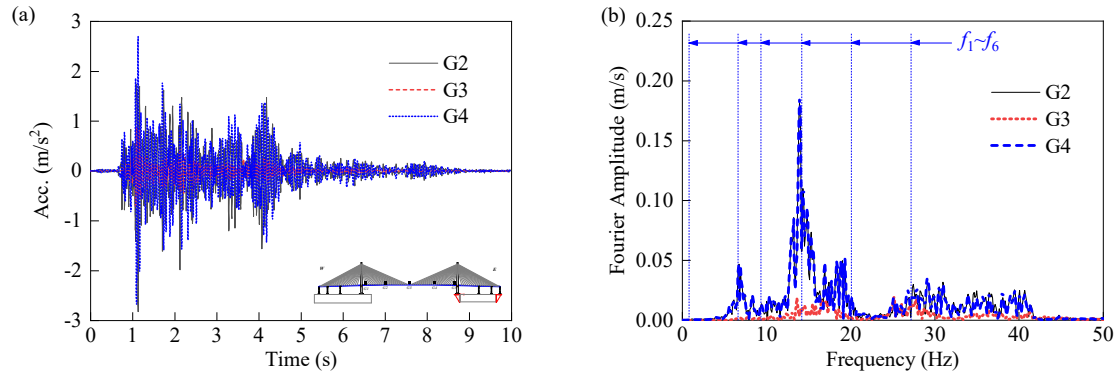 (a)
3
2
1
0
-1
-2
-3
Acc. (m/s²)
G2
G3
G4
W
E
0 1 2 3 4 5 6 7 8 9 10
Time (s)
(b)
0.25
0.20
0.15
0.10
0.05
0.00
Fourier Amplitude (m/s)
f₁~f₆
G2
G3
G4
0 10 20 30 40 50
Frequency (Hz)